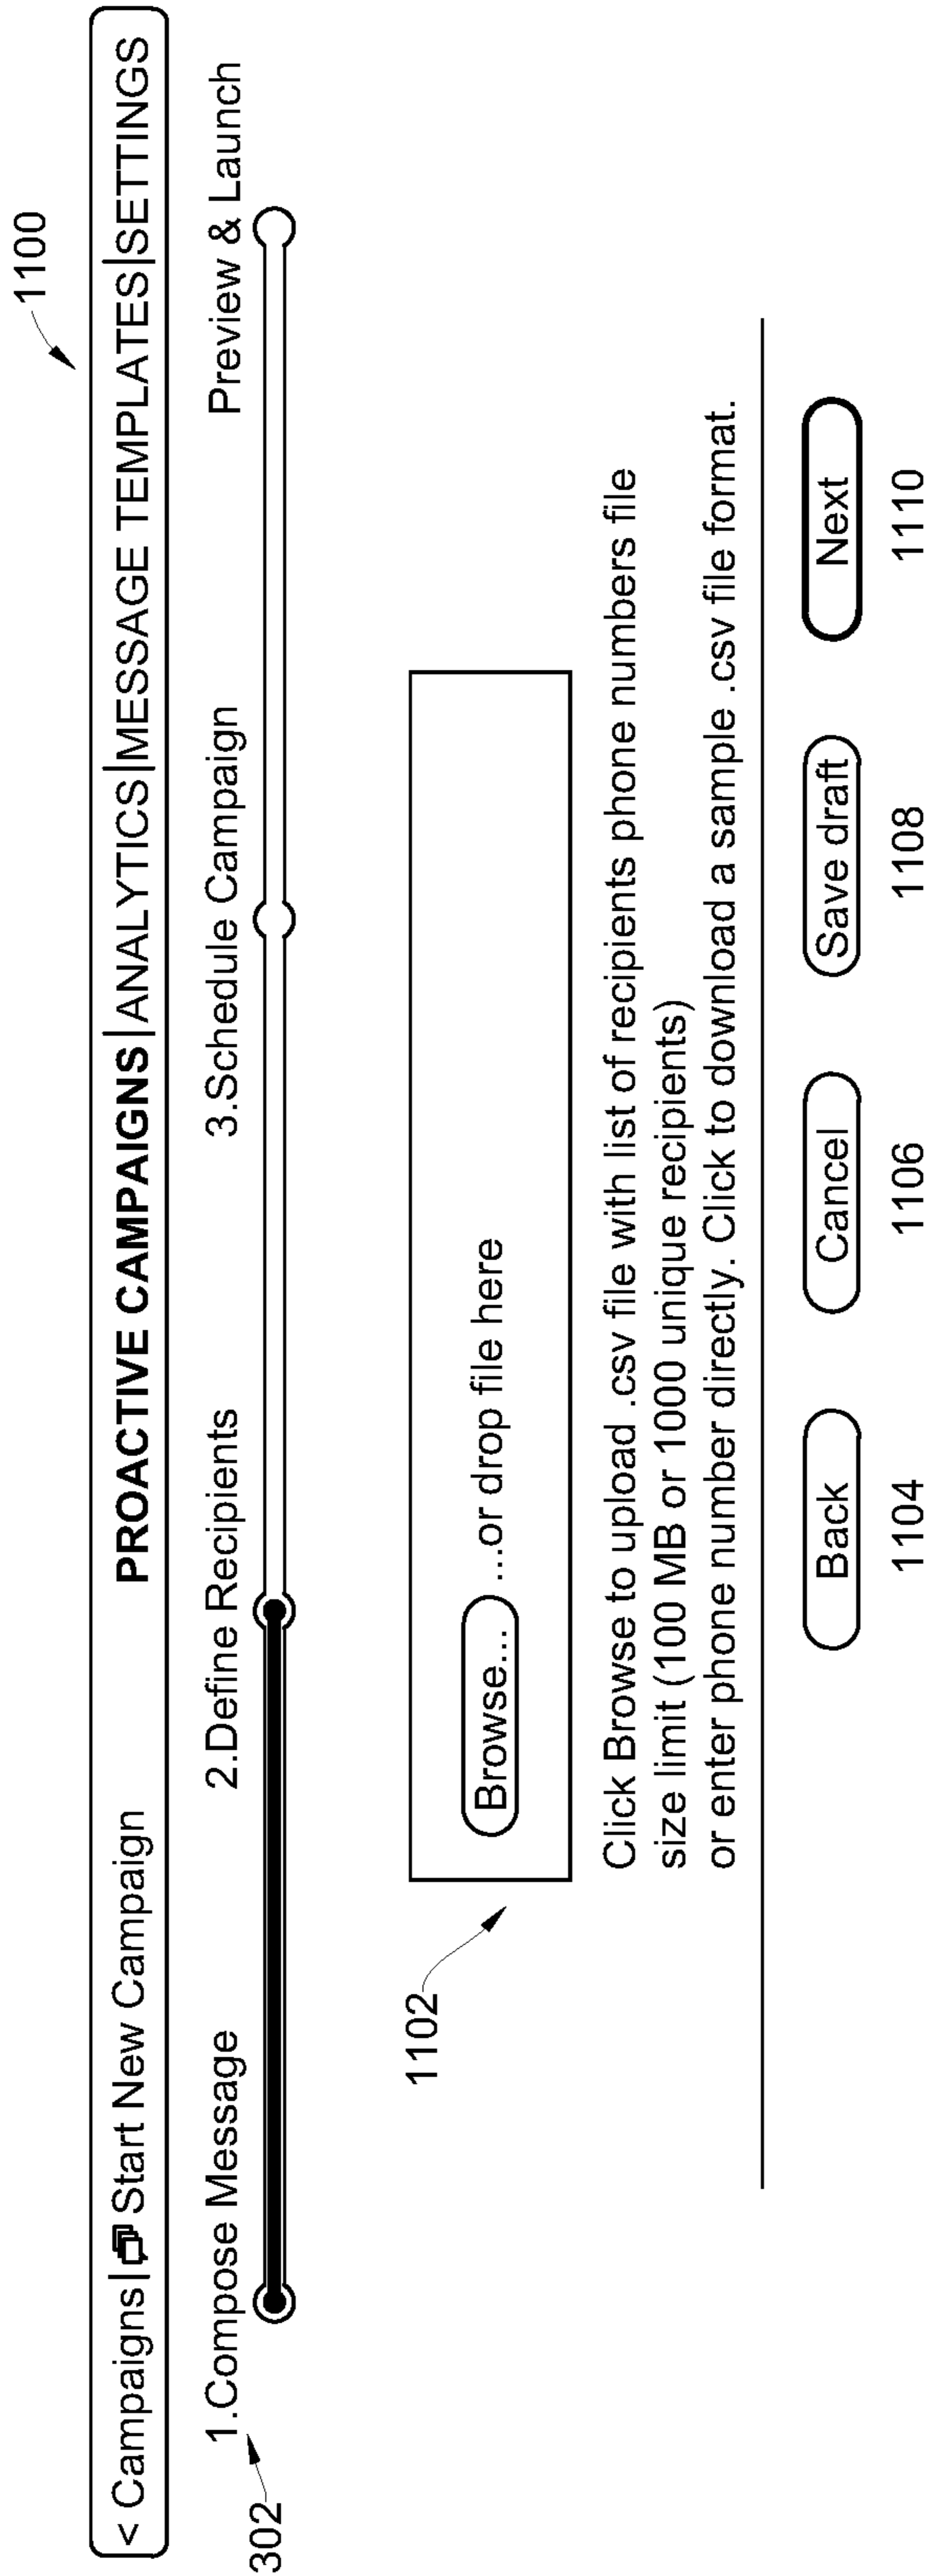 1100
< Campaigns| Start New Campaign PROACTIVE CAMPAIGNS|ANALYTICS|MESSAGE TEMPLATES|SETTINGS
302 1.Compose Message 2.Define Recipients 3.Schedule Campaign Preview & Launch
1102 Browse... ...or drop file here
Click Browse to upload .csv file with list of recipients phone numbers file
size limit (100 MB or 1000 unique recipients)
or enter phone number directly. Click to download a sample .csv file format.
Back Cancel Save draft Next
1104 1106 1108 1110